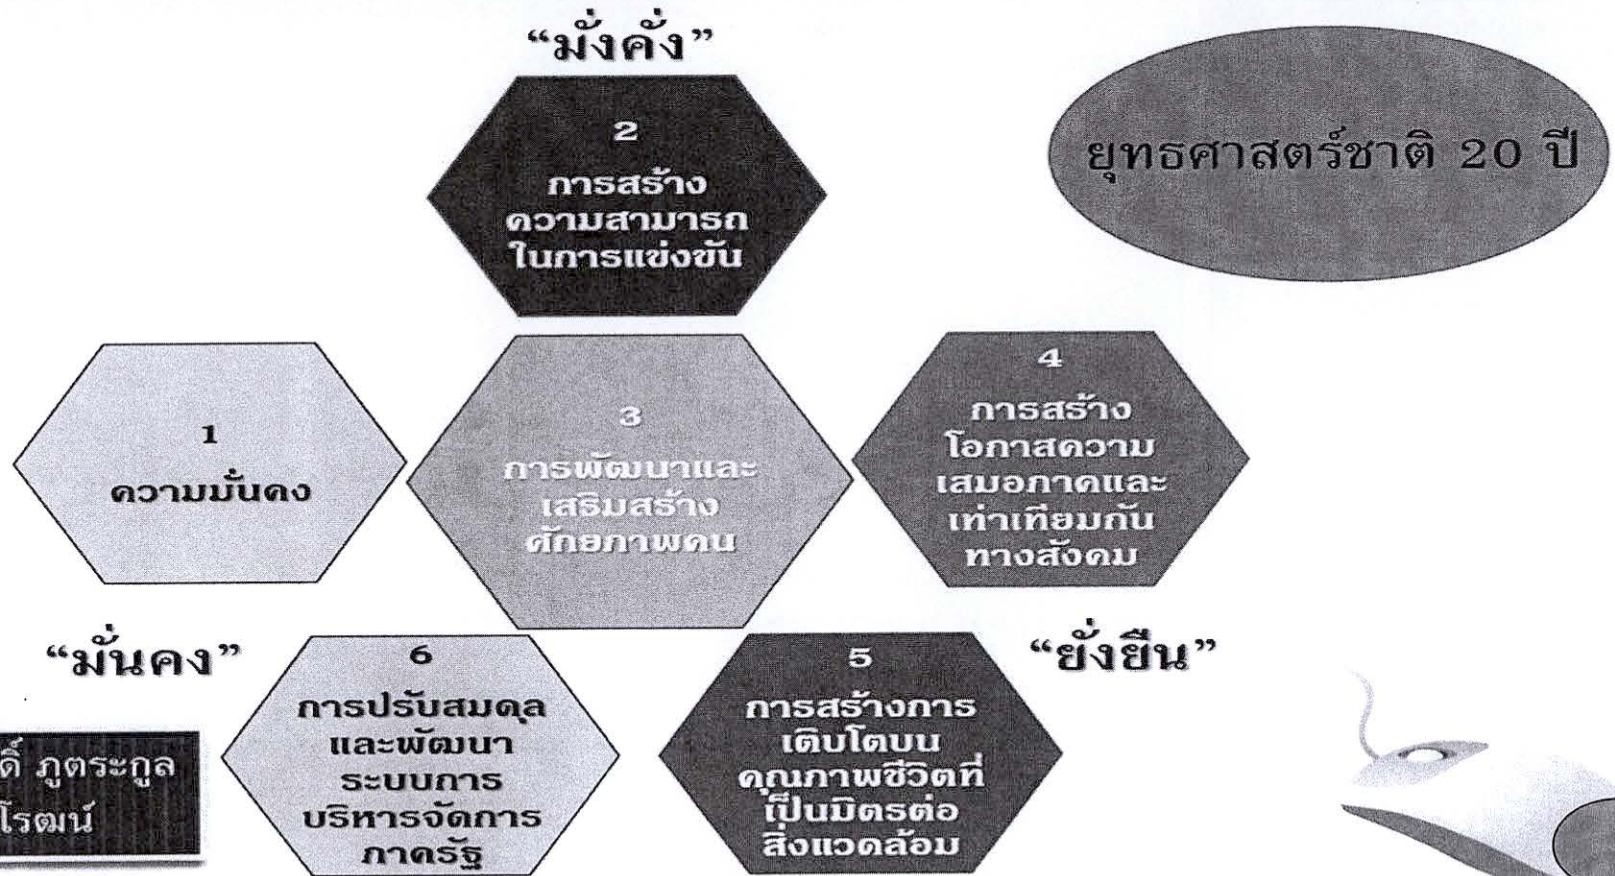 “มั่งคั่ง”
ยุทธศาสตร์ชาติ 20 ปี
2
การสร้าง
ความสามารถ
ในการแข่งขัน
1
ความมั่นคง
3
การพัฒนาและ
เสริมสร้าง
ศักยภาพคน
4
การสร้าง
โอกาสความ
เสมอภาคและ
เท่าเทียมกัน
ทางสังคม
“มั่นคง”
6
การปรับสมดุล
และพัฒนา
ระบบการ
บริหารจัดการ
ภาครัฐ
5
การสร้างการ
เติบโตบน
คุณภาพชีวิตที่
เป็นมิตรต่อ
สิ่งแวดล้อม
“ยั่งยืน”
ภูตระกูล
โรฒน์